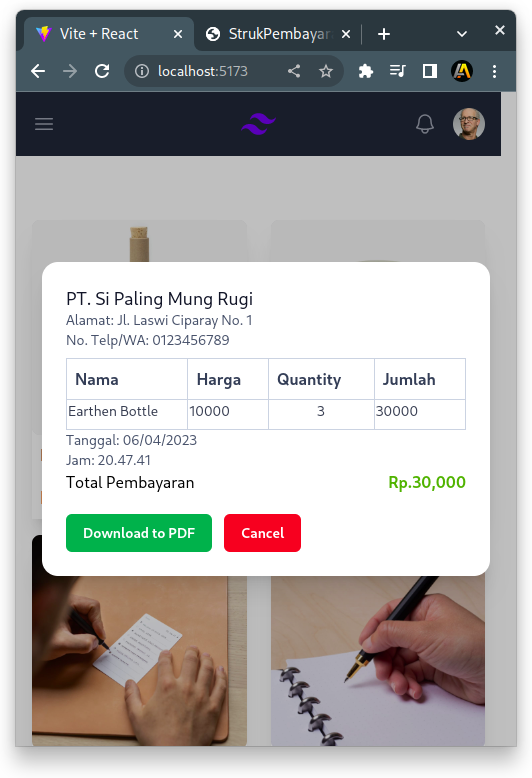 Vite + React
StrukPembayar
localhost:5173
PT. Si Paling Mung Rugi
Alamat: Jl. Laswi Ciparay No. 1
No. Telp/WA: 0123456789
Nama Harga Quantity Jumlah
Earthen Bottle 10000 3 30000
Tanggal: 06/04/2023
Jam: 20.47.41
Total Pembayaran Rp.30,000
Download to PDF Cancel